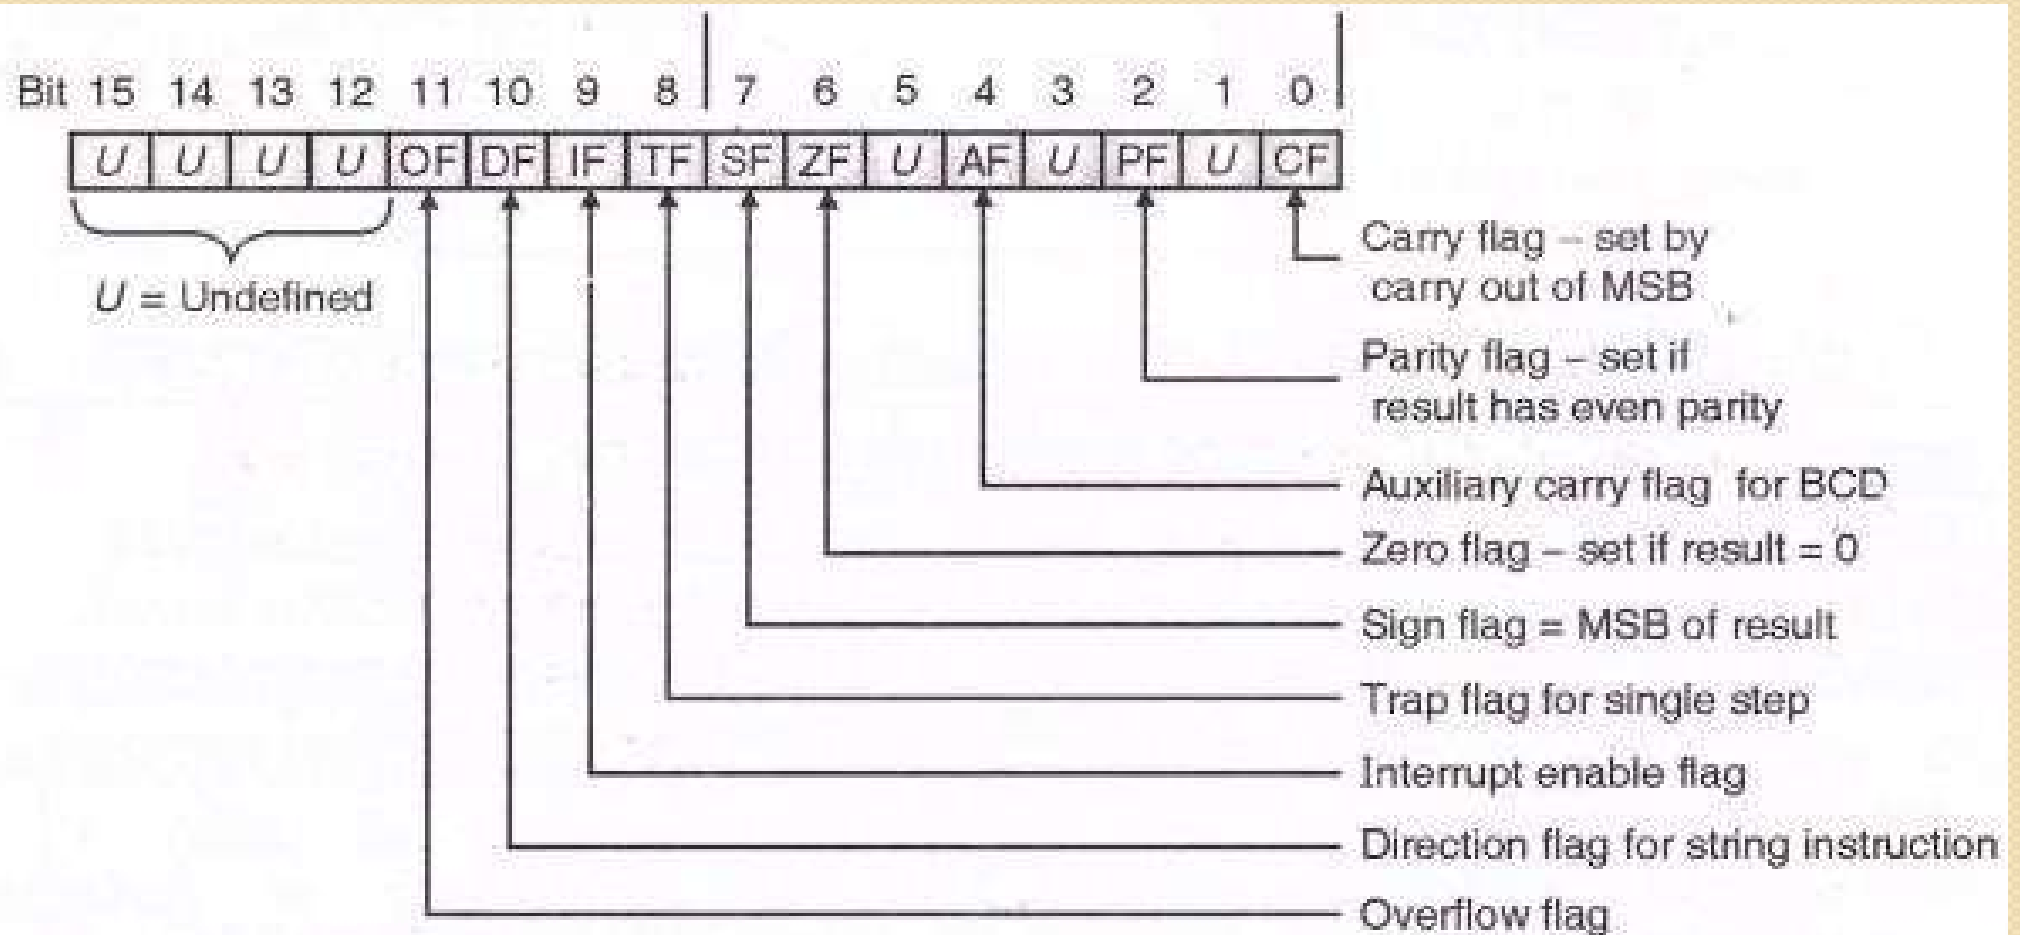 Bit 15 14 13 12 11 10 9 8 7 6 5 4 3 2 1 0
U U U U OF DF IF TF SF ZF U AF U PF U CF
U = Undefined
Carry flag – set by
carry out of MSB
Parity flag – set if
result has even parity
Auxiliary carry flag for BCD
Zero flag – set if result = 0
Sign flag = MSB of result
Trap flag for single step
Interrupt enable flag
Direction flag for string instruction
Overflow flag